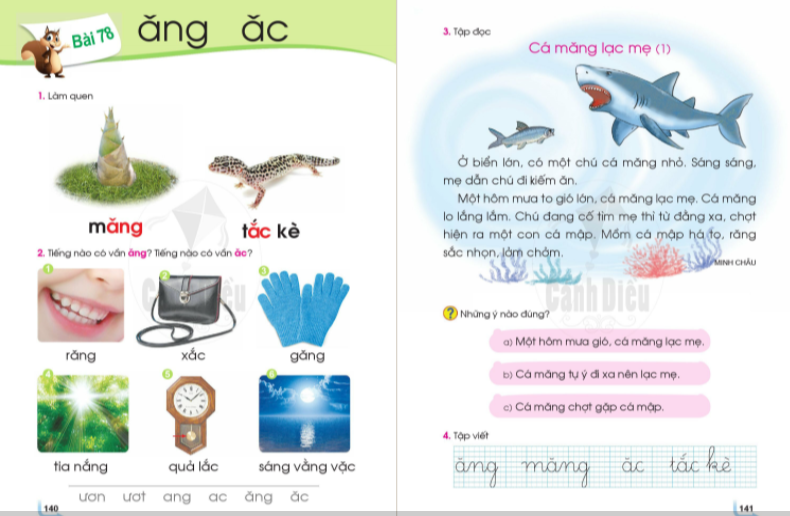 Bài 78
ăng ăc
1. Làm quen
măng
tắc kè
2. Tiếng nào có vần ăng? Tiếng nào có vần ăc?
1
2
3
răng
xắc
găng
4
5
6
tia nắng
quả lắc
sáng vằng vặc
ươn ươt ang ac ăng ăc
140
Cánh Diều
3. Tập đọc
Cá măng lạc mẹ (1)
Ở biển lớn, có một chú cá măng nhỏ. Sáng sáng,
mẹ dẫn chú đi kiếm ăn.
Một hôm mưa to gió lớn, cá măng lạc mẹ. Cá măng
lo lắng lắm. Chú đang cố tìm mẹ thì từ đằng xa, chợt
hiện ra một con cá mập. Mồm cá mập há to, răng
sắc nhọn, lởm chởm.
MINH CHÂU
Cánh Diều
? Những ý nào đúng?
a) Một hôm mưa gió, cá măng lạc mẹ.
b) Cá măng tự ý đi xa nên lạc mẹ.
c) Cá măng chợt gặp cá mập.
4. Tập viết
ăng măng ăc tắc kè
141